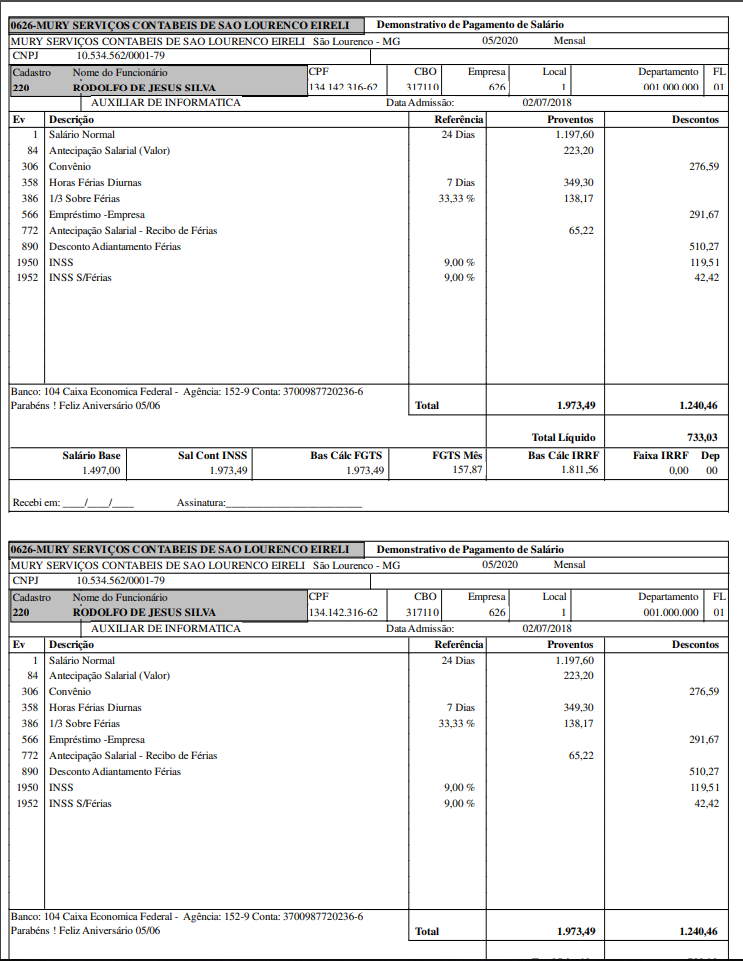 0626-MURY SERVIÇOS CONTABEIS DE SAO LOURENCO EIRELI Demonstrativo de Pagamento de Salário
MURY SERVIÇOS CONTABEIS DE SAO LOURENCO EIRELI São Lourenco - MG 05/2020 Mensal
CNPJ 10.534.562/0001-79
Cadastro Nome do Funcionário CPF CBO Empresa Local Departamento FL
220 RODOLFO DE JESUS SILVA 134.142.316-62 317110 626 1 001.000.000 01
AUXILIAR DE INFORMATICA Data Admissão: 02/07/2018
Ev Descrição Referência Proventos Descontos
1 Salário Normal 24 Dias 1.197,60
84 Antecipação Salarial (Valor) 223,20
306 Convênio 276,59
358 Horas Férias Diurnas 7 Dias 349,30
386 1/3 Sobre Férias 33,33 % 138,17
566 Empréstimo -Empresa 291,67
772 Antecipação Salarial - Recibo de Férias 65,22
890 Desconto Adiantamento Férias 510,27
1950 INSS 9,00 % 119,51
1952 INSS S/Férias 9,00 % 42,42
Banco: 104 Caixa Economica Federal - Agência: 152-9 Conta: 3700987720236-6
Parabéns ! Feliz Aniversário 05/06 Total 1.973,49 1.240,46
Total Líquido 733,03
Salário Base Sal Cont INSS Bas Cálc FGTS FGTS Mês Bas Cálc IRRF Faixa IRRF Dep
1.497,00 1.973,49 1.973,49 157,87 1.811,56 0,00 00
Recebi em: ____/____/____ Assinatura:_________________________
0626-MURY SERVIÇOS CONTABEIS DE SAO LOURENCO EIRELI Demonstrativo de Pagamento de Salário
MURY SERVIÇOS CONTABEIS DE SAO LOURENCO EIRELI São Lourenco - MG 05/2020 Mensal
CNPJ 10.534.562/0001-79
Cadastro Nome do Funcionário CPF CBO Empresa Local Departamento FL
220 RODOLFO DE JESUS SILVA 134.142.316-62 317110 626 1 001.000.000 01
AUXILIAR DE INFORMATICA Data Admissão: 02/07/2018
Ev Descrição Referência Proventos Descontos
1 Salário Normal 24 Dias 1.197,60
84 Antecipação Salarial (Valor) 223,20
306 Convênio 276,59
358 Horas Férias Diurnas 7 Dias 349,30
386 1/3 Sobre Férias 33,33 % 138,17
566 Empréstimo -Empresa 291,67
772 Antecipação Salarial - Recibo de Férias 65,22
890 Desconto Adiantamento Férias 510,27
1950 INSS 9,00 % 119,51
1952 INSS S/Férias 9,00 % 42,42
Banco: 104 Caixa Economica Federal - Agência: 152-9 Conta: 3700987720236-6
Parabéns ! Feliz Aniversário 05/06 Total 1.973,49 1.240,46